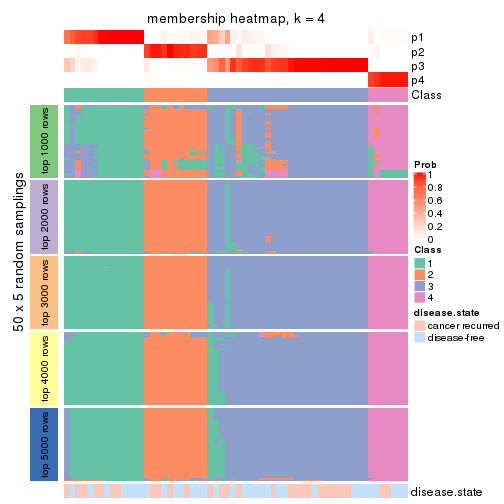 membership heatmap, k = 4
p1
p2
p3
p4
Class
50 x 5 random samplings
top 1000 rows
top 2000 rows
top 3000 rows
top 4000 rows
top 5000 rows
disease.state
Prob
1
0.8
0.6
0.4
0.2
0
Class
1
2
3
4
disease.state
cancer recurred
disease-free